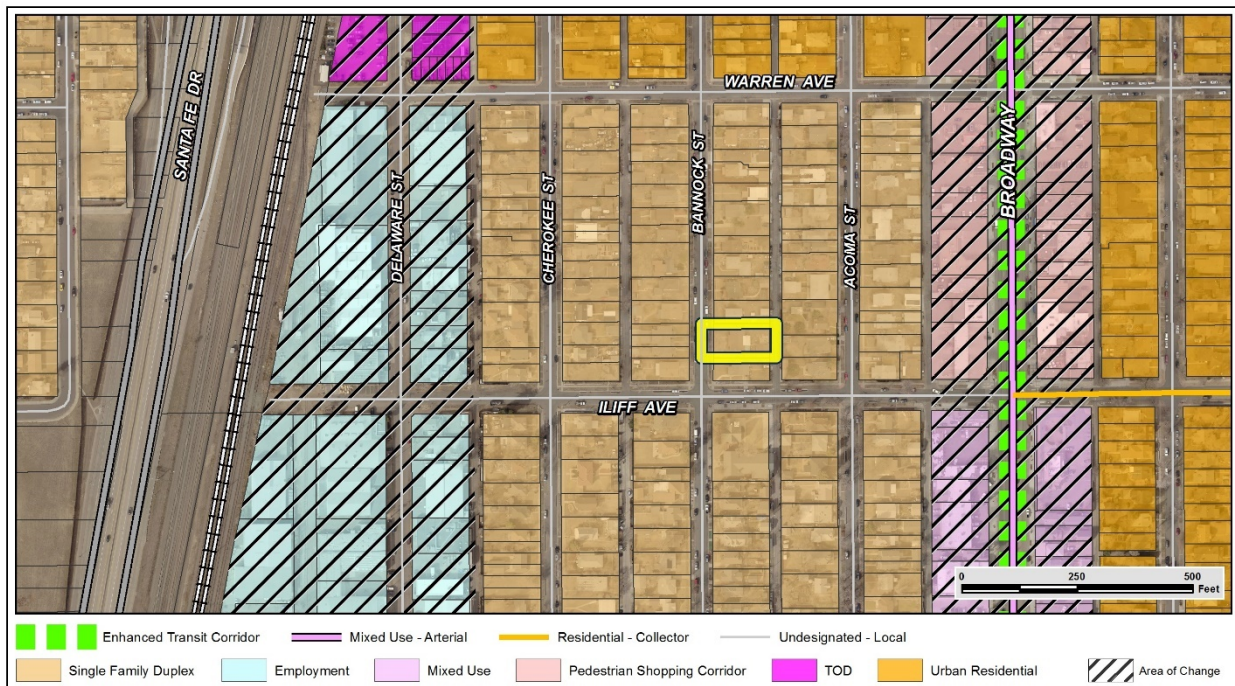 WARREN AVE
SANTA FE DR
DELAWARE ST
CHEROKEE ST
BANNOCK ST
ACOMA ST
BROADWAY
ILIFF AVE
0 250 500
Feet
Enhanced Transit Corridor Mixed Use - Arterial Residential - Collector Undesignated - Local
Single Family Duplex Employment Mixed Use Pedestrian Shopping Corridor TOD Urban Residential Area of Change